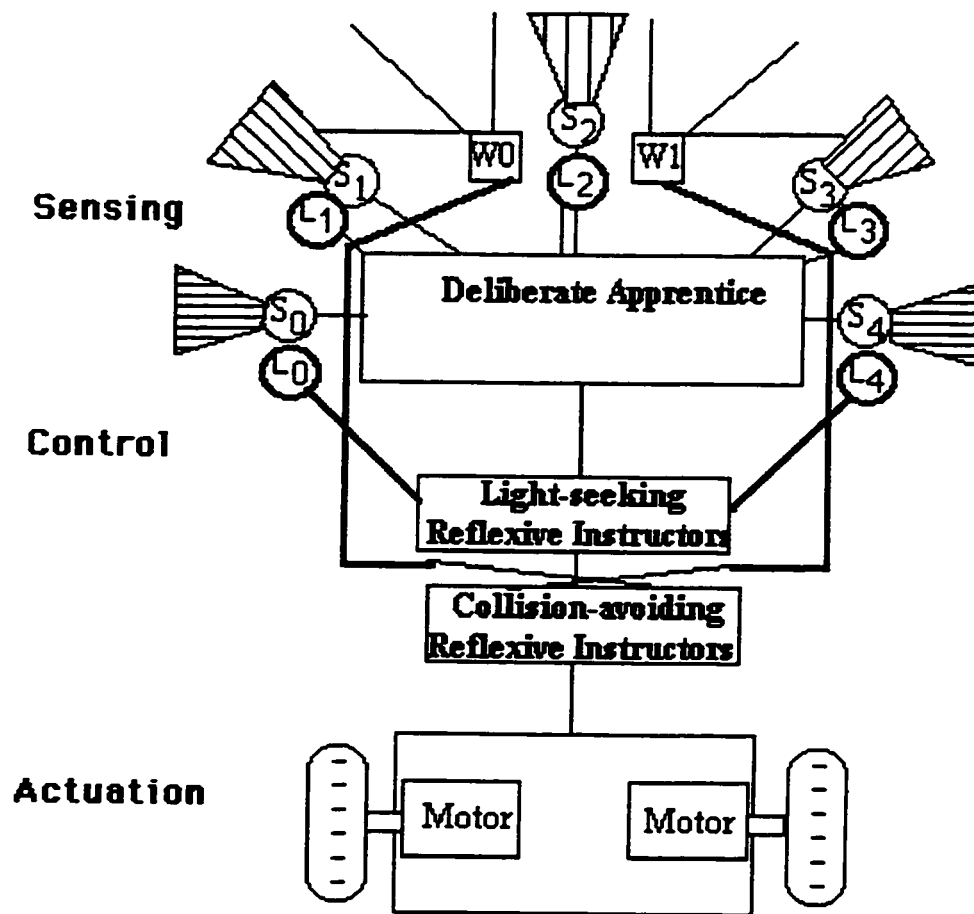 S2
W0
W1
S1
L2
S3
Sensing
L1
L3
Deliberate Apprentice
S0
S4
L0
L4
Control
Light-seeking
Reflexive Instructors
Collision-avoiding
Reflexive Instructors
Actuation
Motor
Motor